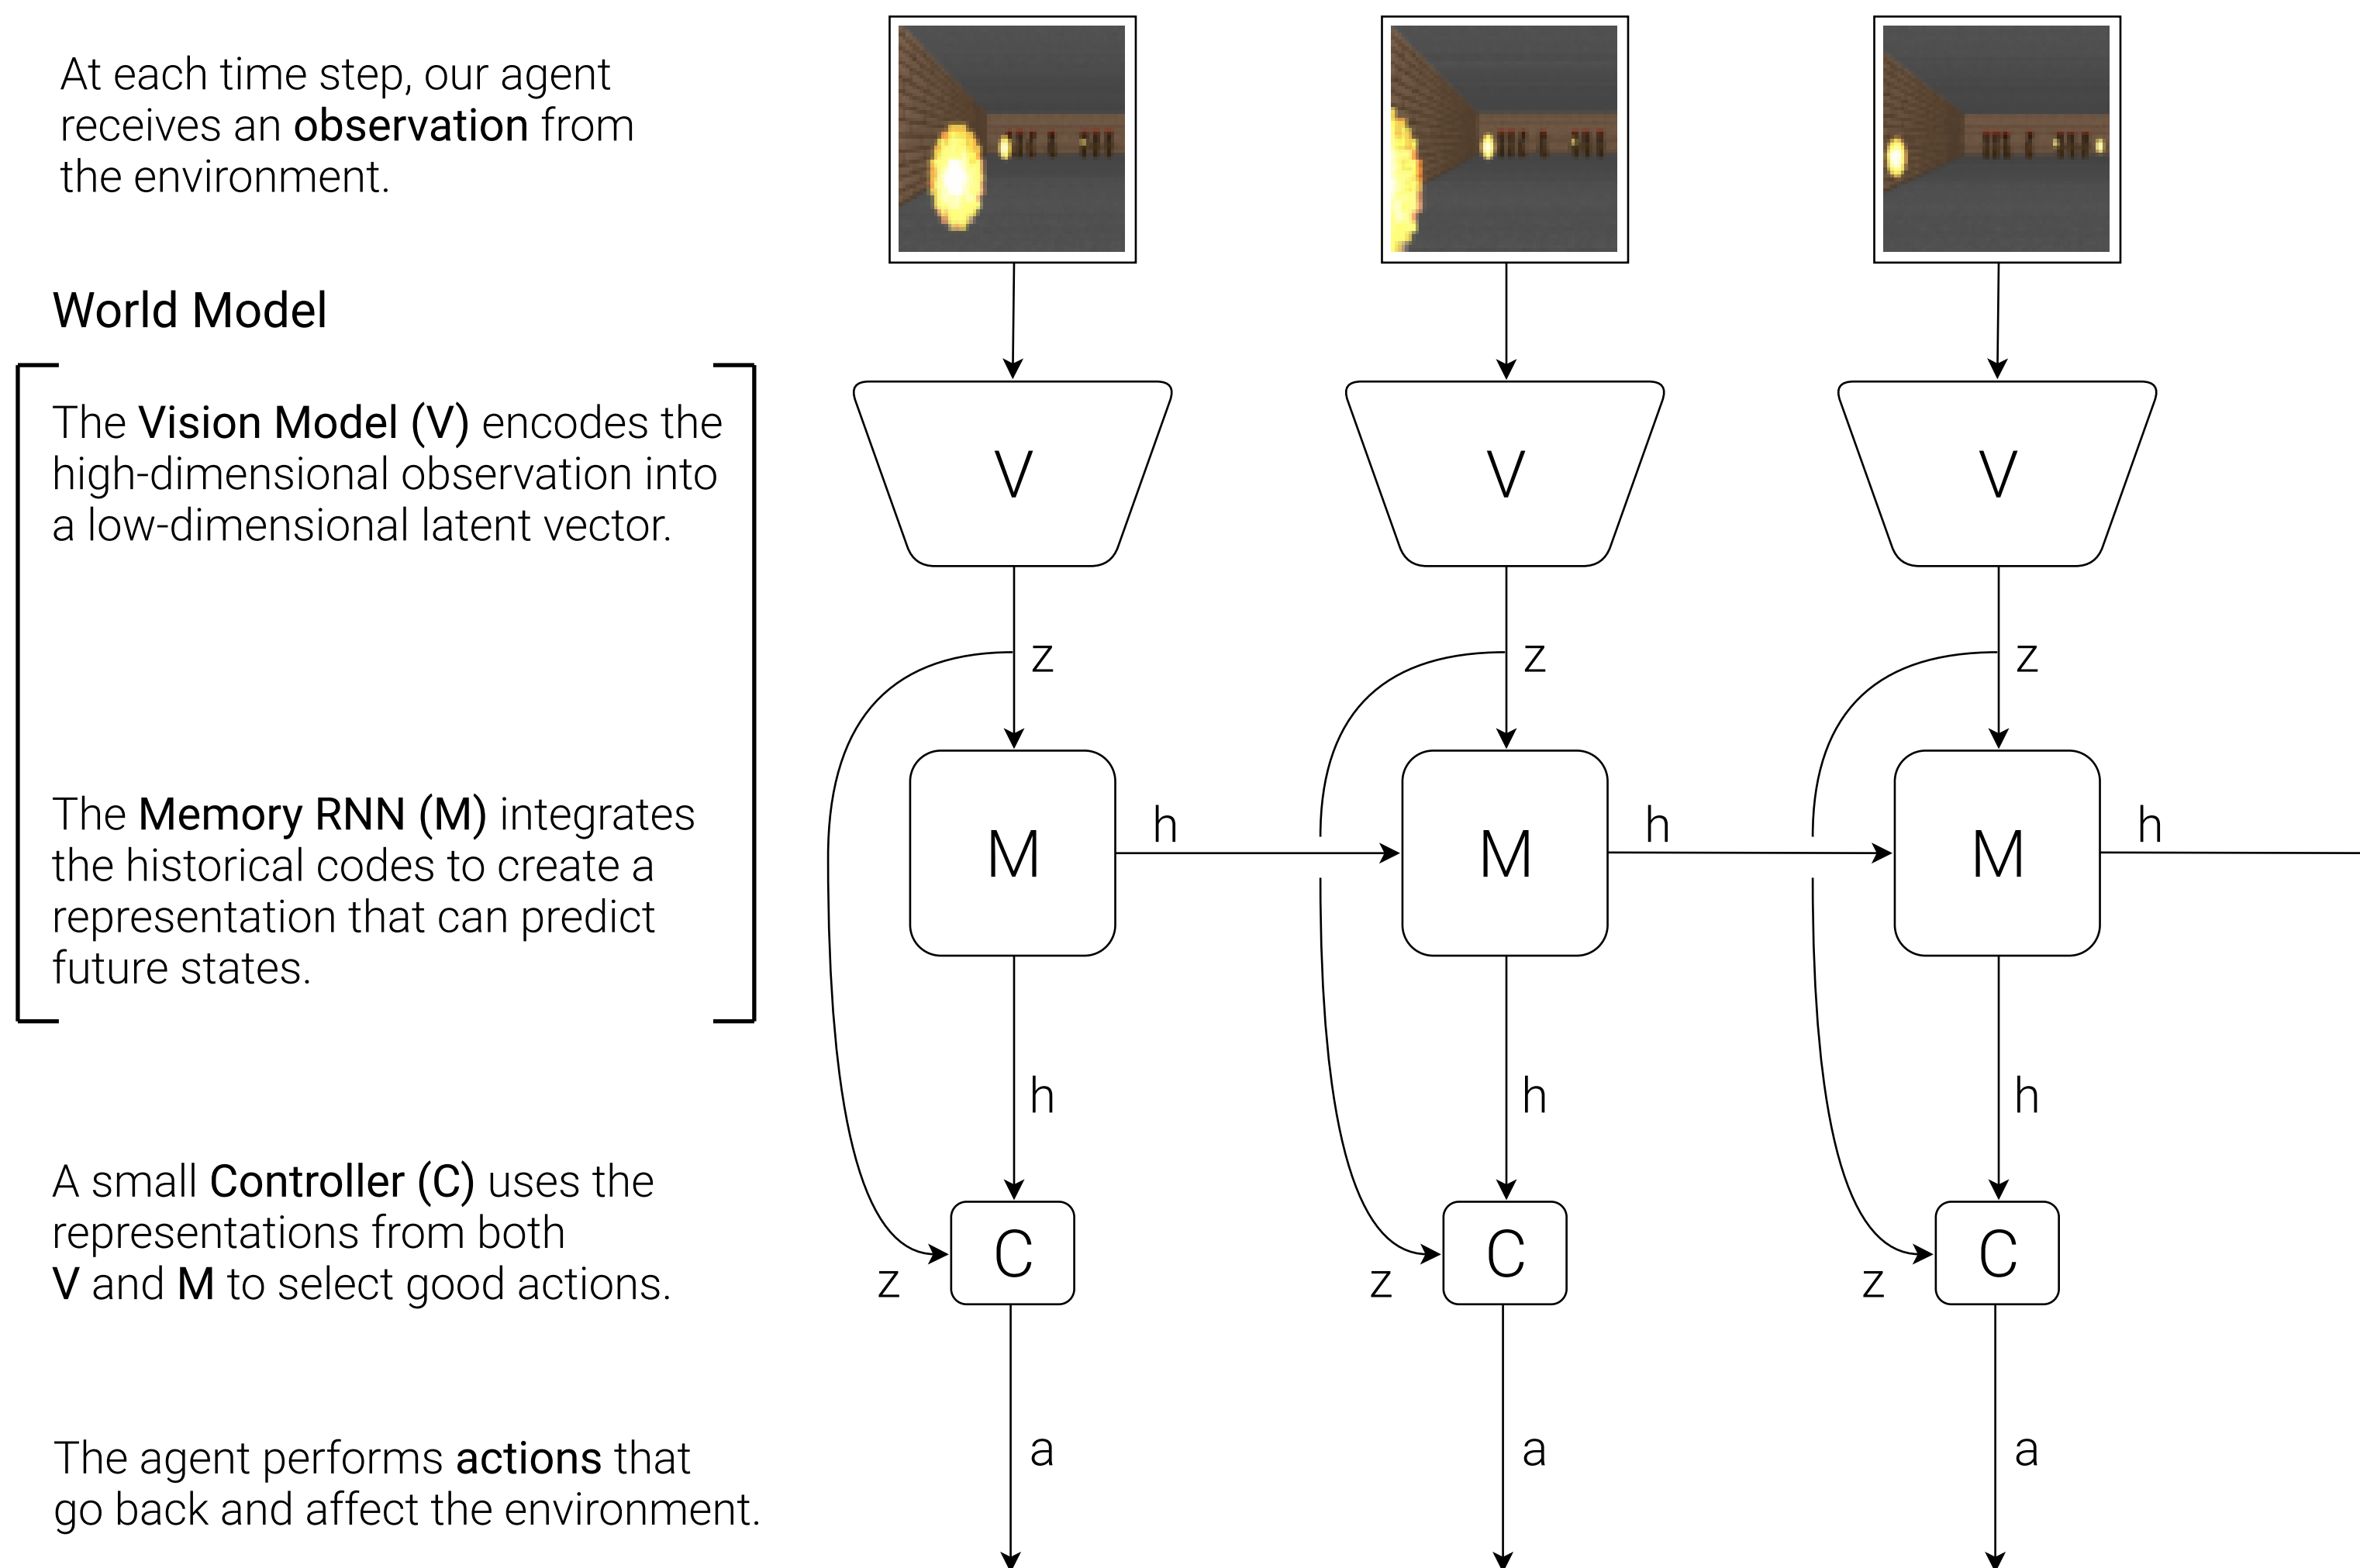 At each time step, our agent
receives an observation from
the environment.
World Model
The Vision Model (V) encodes the
high-dimensional observation into
a low-dimensional latent vector.
V V V
z z z
The Memory RNN (M) integrates
the historical codes to create a
representation that can predict
future states.
h h h
M M M
h h h
A small Controller (C) uses the
representations from both
V and M to select good actions.
C C C
z z z
The agent performs actions that
go back and affect the environment.
a a a